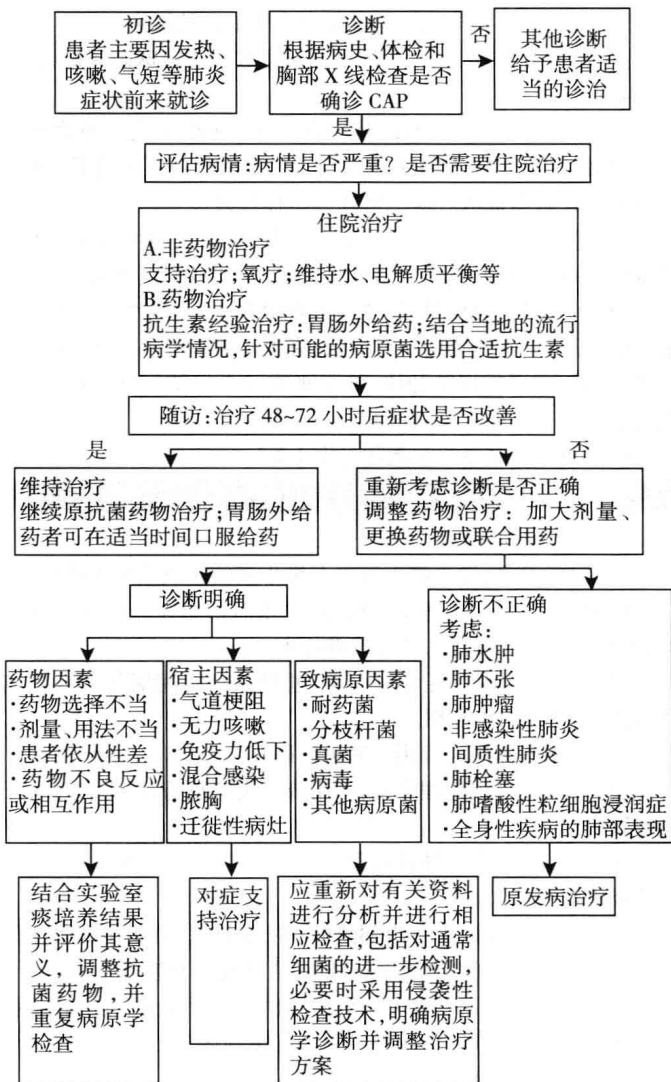 初诊
患者主要因发热、
咳嗽、气短等肺炎
症状前来就诊
诊断
根据病史、体检和
胸部 X 线检查是否
确诊 CAP
否
其他诊断
给予患者适
当的诊治
是
评估病情:病情是否严重? 是否需要住院治疗
住院治疗
A.非药物治疗
支持治疗;氧疗;维持水、电解质平衡等
B.药物治疗
抗生素经验治疗:胃肠外给药;结合当地的流行
病学情况,针对可能的病原菌选用合适抗生素
随访:治疗 48~72 小时后症状是否改善
是
否
维持治疗
继续原抗菌药物治疗;胃肠外给
药者可在适当时间口服给药
重新考虑诊断是否正确
调整药物治疗: 加大剂量、
更换药物或联合用药
诊断明确
诊断不正确
考虑:
·肺水肿
·肺不张
·肺肿瘤
·非感染性肺炎
·间质性肺炎
·肺栓塞
·肺嗜酸性粒细胞浸润症
·全身性疾病的肺部表现
药物因素
·药物选择不当
·剂量、用法不当
·患者依从性差
·药物不良反应
或相互作用
宿主因素
·气道梗阻
·无力咳嗽
·免疫力低下
·混合感染
·脓胸
·迁徙性病灶
致病原因素
·耐药菌
·分枝杆菌
·真菌
·病毒
·其他病原菌
结合实验室
痰培养结果
并评价其意
义, 调整抗
菌药物,并
重复病原学
检查
对症支
持治疗
应重新对有关资料
进行分析并进行相
应检查,包括对通常
细菌的进一步检测,
必要时采用侵袭性
检查技术,明确病原
学诊断并调整治疗
方案
原发病治疗